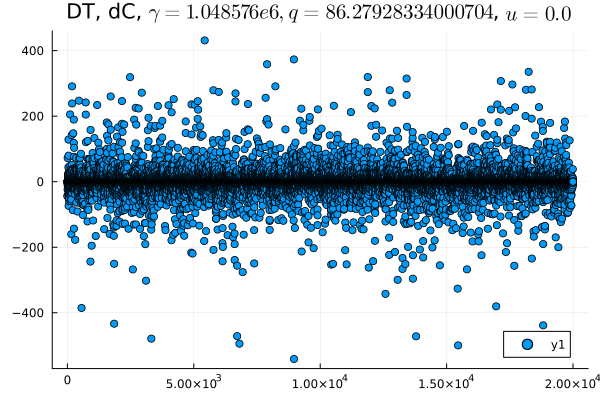 DT, dC, γ = 1.048576e6, q = 86.27928334000704, u = 0.0
400
200
0
−200
−400
y1
0 5.00×10³ 1.00×10⁴ 1.50×10⁴ 2.00×10⁴